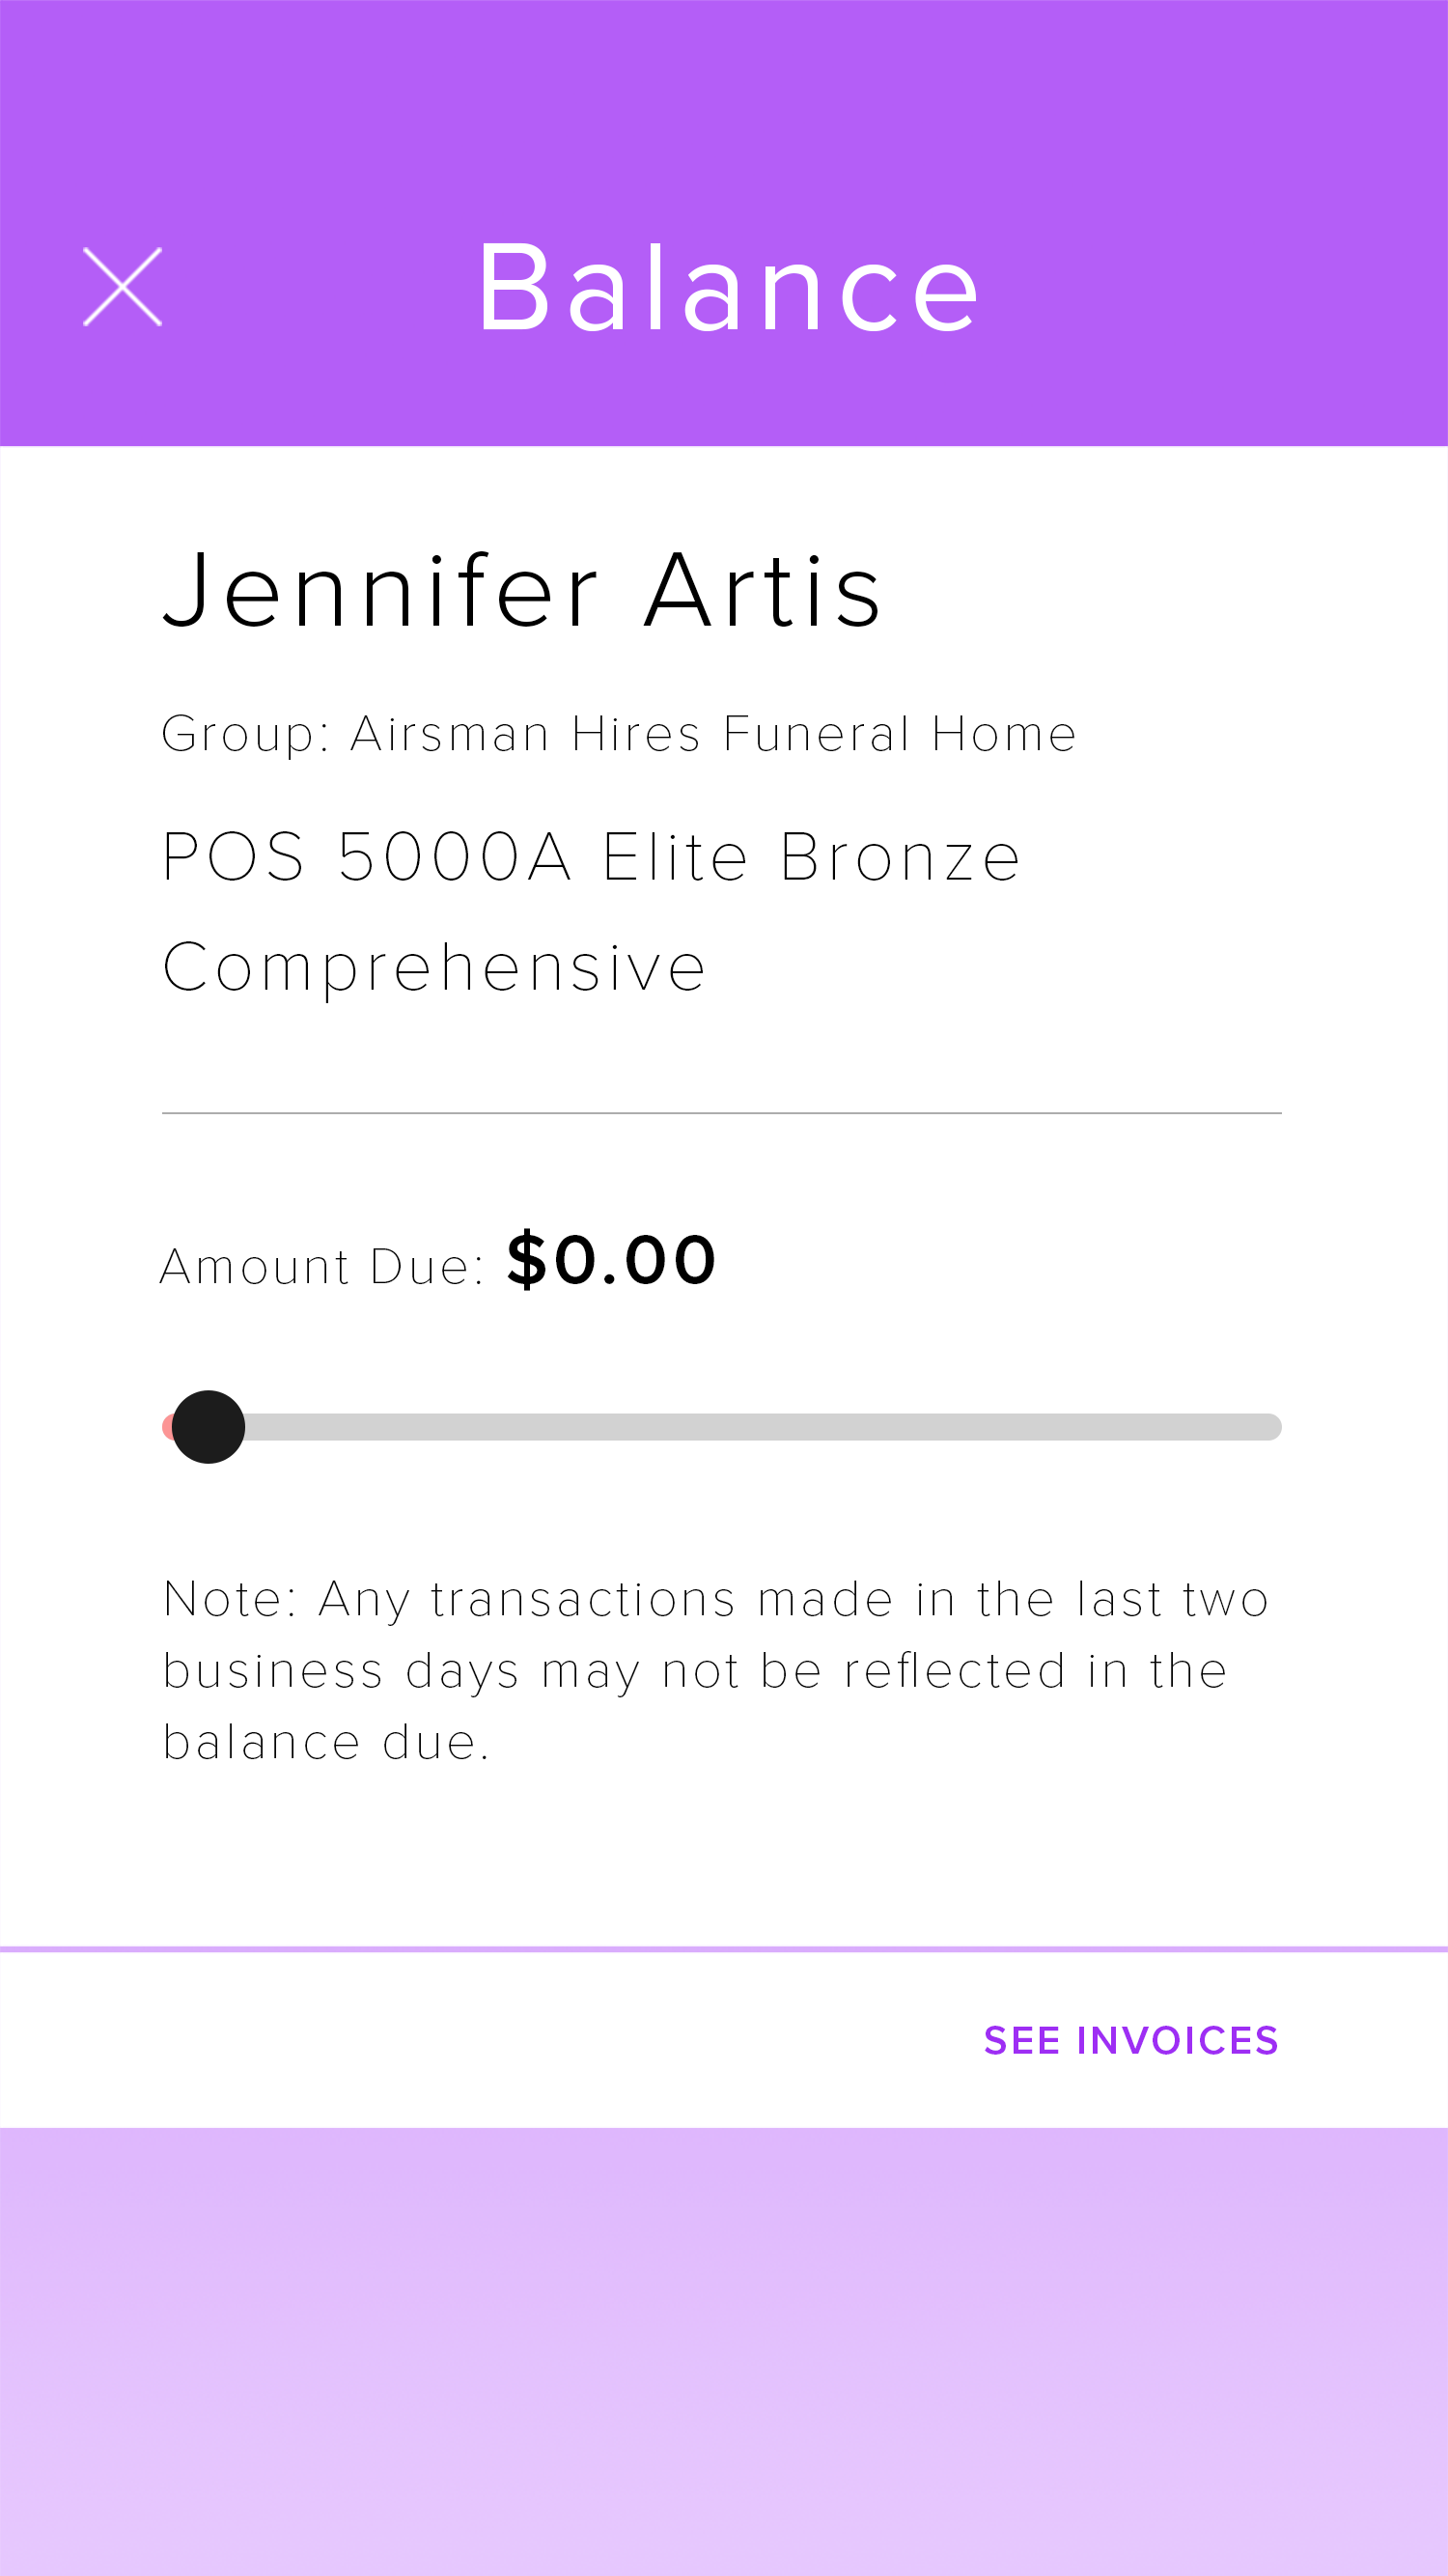 Balance
Jennifer Artis
Group: Airsman Hires Funeral Home
POS 5000A Elite Bronze
Comprehensive
Amount Due: $0.00
Note: Any transactions made in the last two
business days may not be reflected in the
balance due.
SEE INVOICES